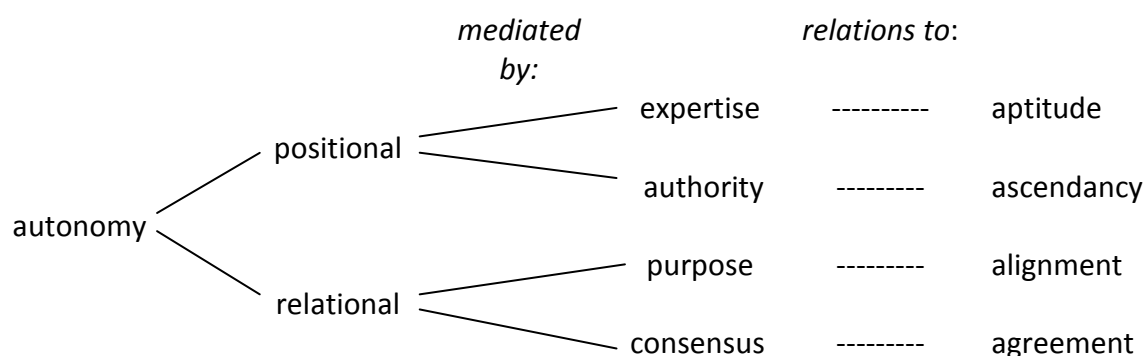 mediated by:
relations to:
expertise ---------- aptitude
positional
authority --------- ascendancy
autonomy
purpose --------- alignment
relational
consensus --------- agreement